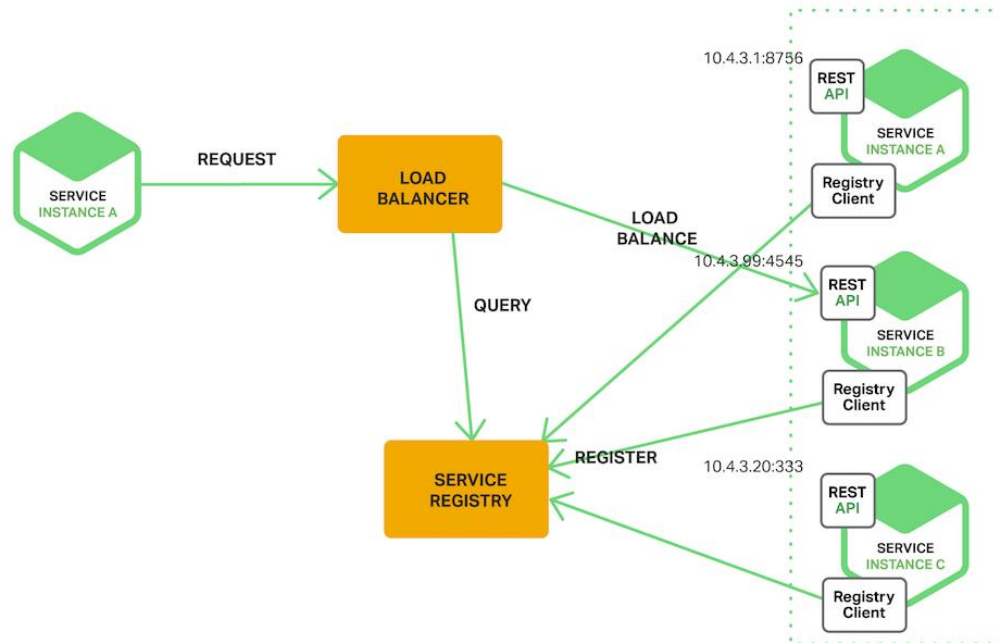 10.4.3.1:8756
REST
API
SERVICE
INSTANCE A
Registry
Client
SERVICE
INSTANCE A
REQUEST
LOAD
BALANCER
LOAD
BALANCE
10.4.3.99:4545
REST
API
SERVICE
INSTANCE B
Registry
Client
QUERY
SERVICE
REGISTRY
REGISTER
10.4.3.20:333
REST
API
SERVICE
INSTANCE C
Registry
Client